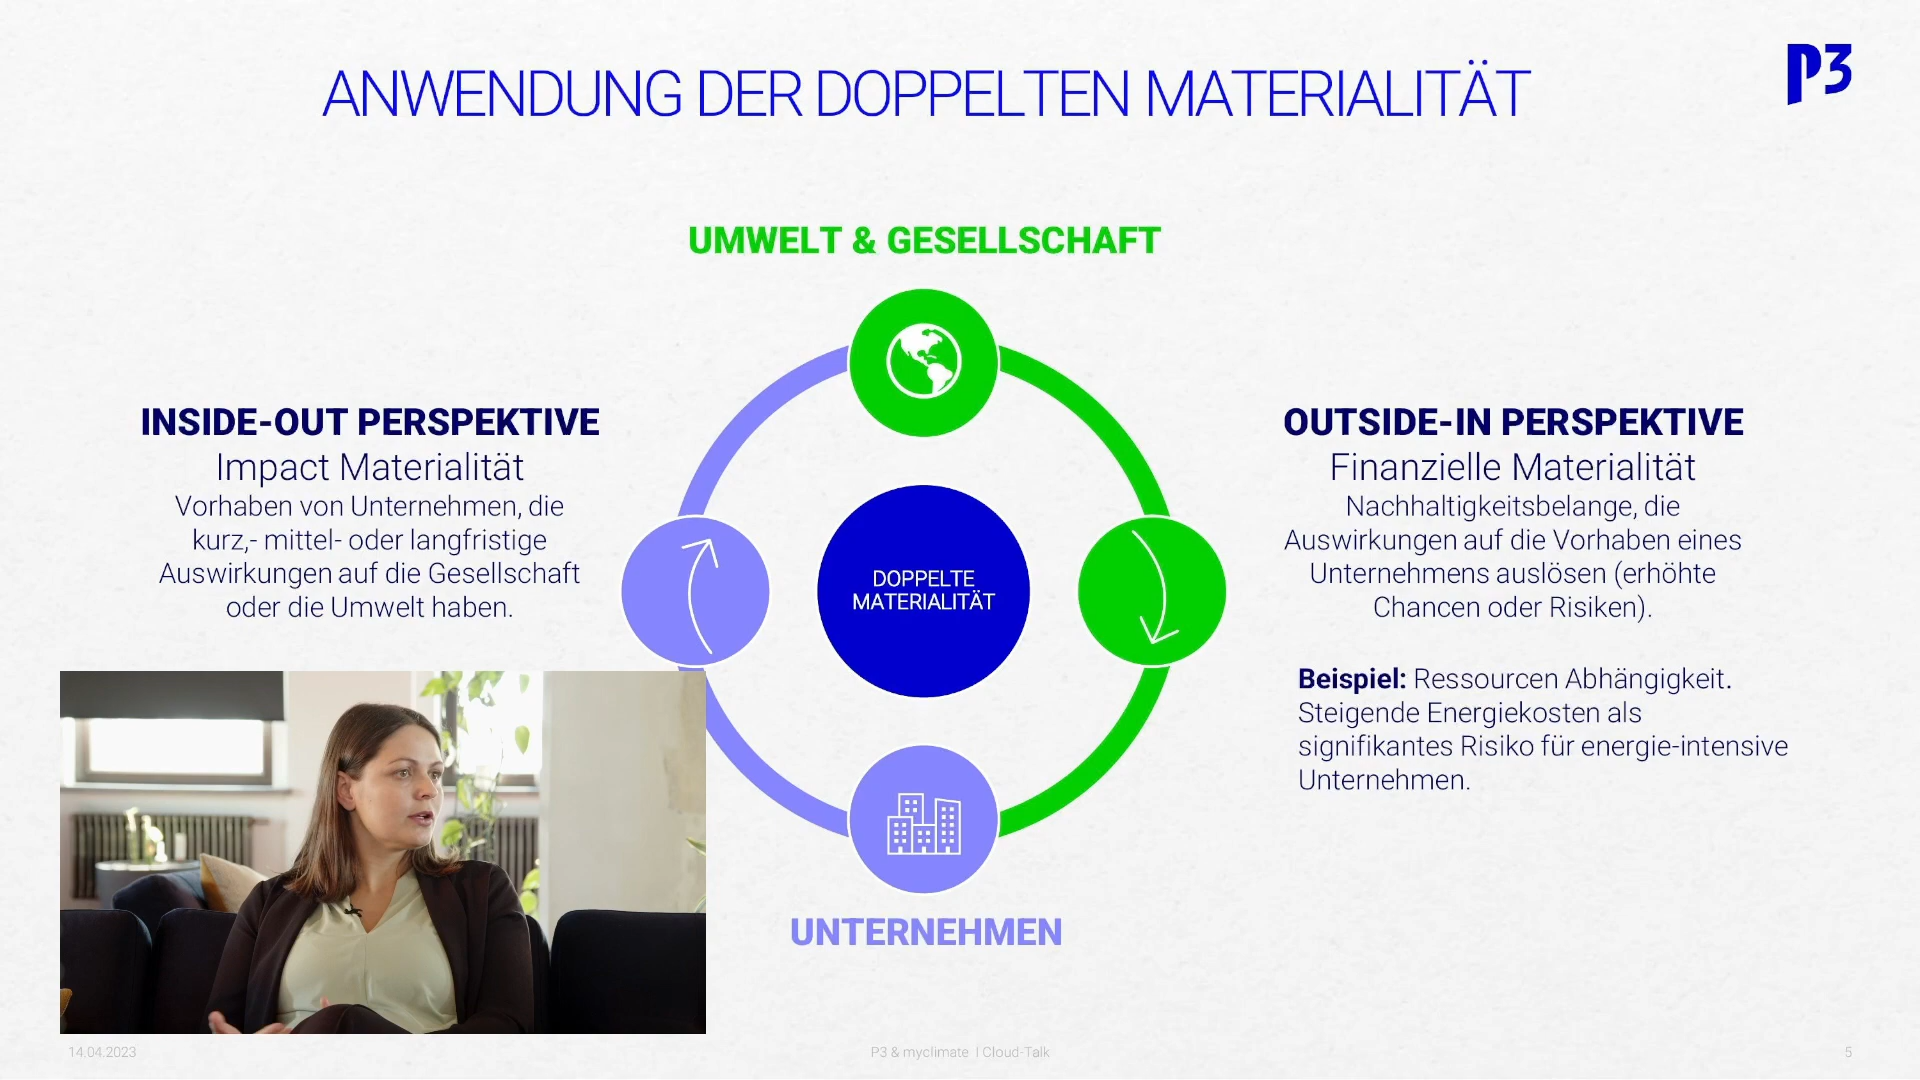 ANWENDUNG DER DOPPELTEN MATERIALITÄT
P3
UMWELT & GESELLSCHAFT
INSIDE-OUT PERSPEKTIVE
Impact Materialität
Vorhaben von Unternehmen, die
kurz,- mittel- oder langfristige
Auswirkungen auf die Gesellschaft
oder die Umwelt haben.
DOPPELTE
MATERIALITÄT
OUTSIDE-IN PERSPEKTIVE
Finanzielle Materialität
Nachhaltigkeitsbelange, die
Auswirkungen auf die Vorhaben eines
Unternehmens auslösen (erhöhte
Chancen oder Risiken).
Beispiel: Ressourcen Abhängigkeit.
Steigende Energiekosten als
signifikantes Risiko für energie-intensive
Unternehmen.
UNTERNEHMEN
14.04.2023
P3 & myclimate I Cloud-Talk
5